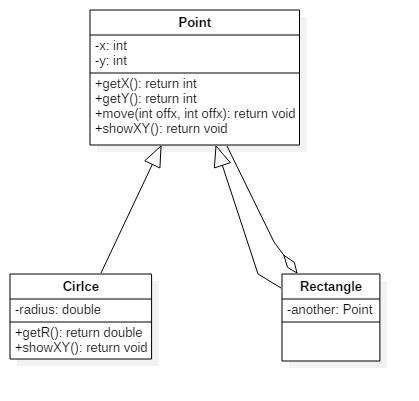 Point
-x: int
-y: int
+getX(): return int
+getY(): return int
+move(int offx, int offx): return void
+showXY(): return void
Cirlce
-radius: double
+getR(): return double
+showXY(): return void
Rectangle
-another: Point